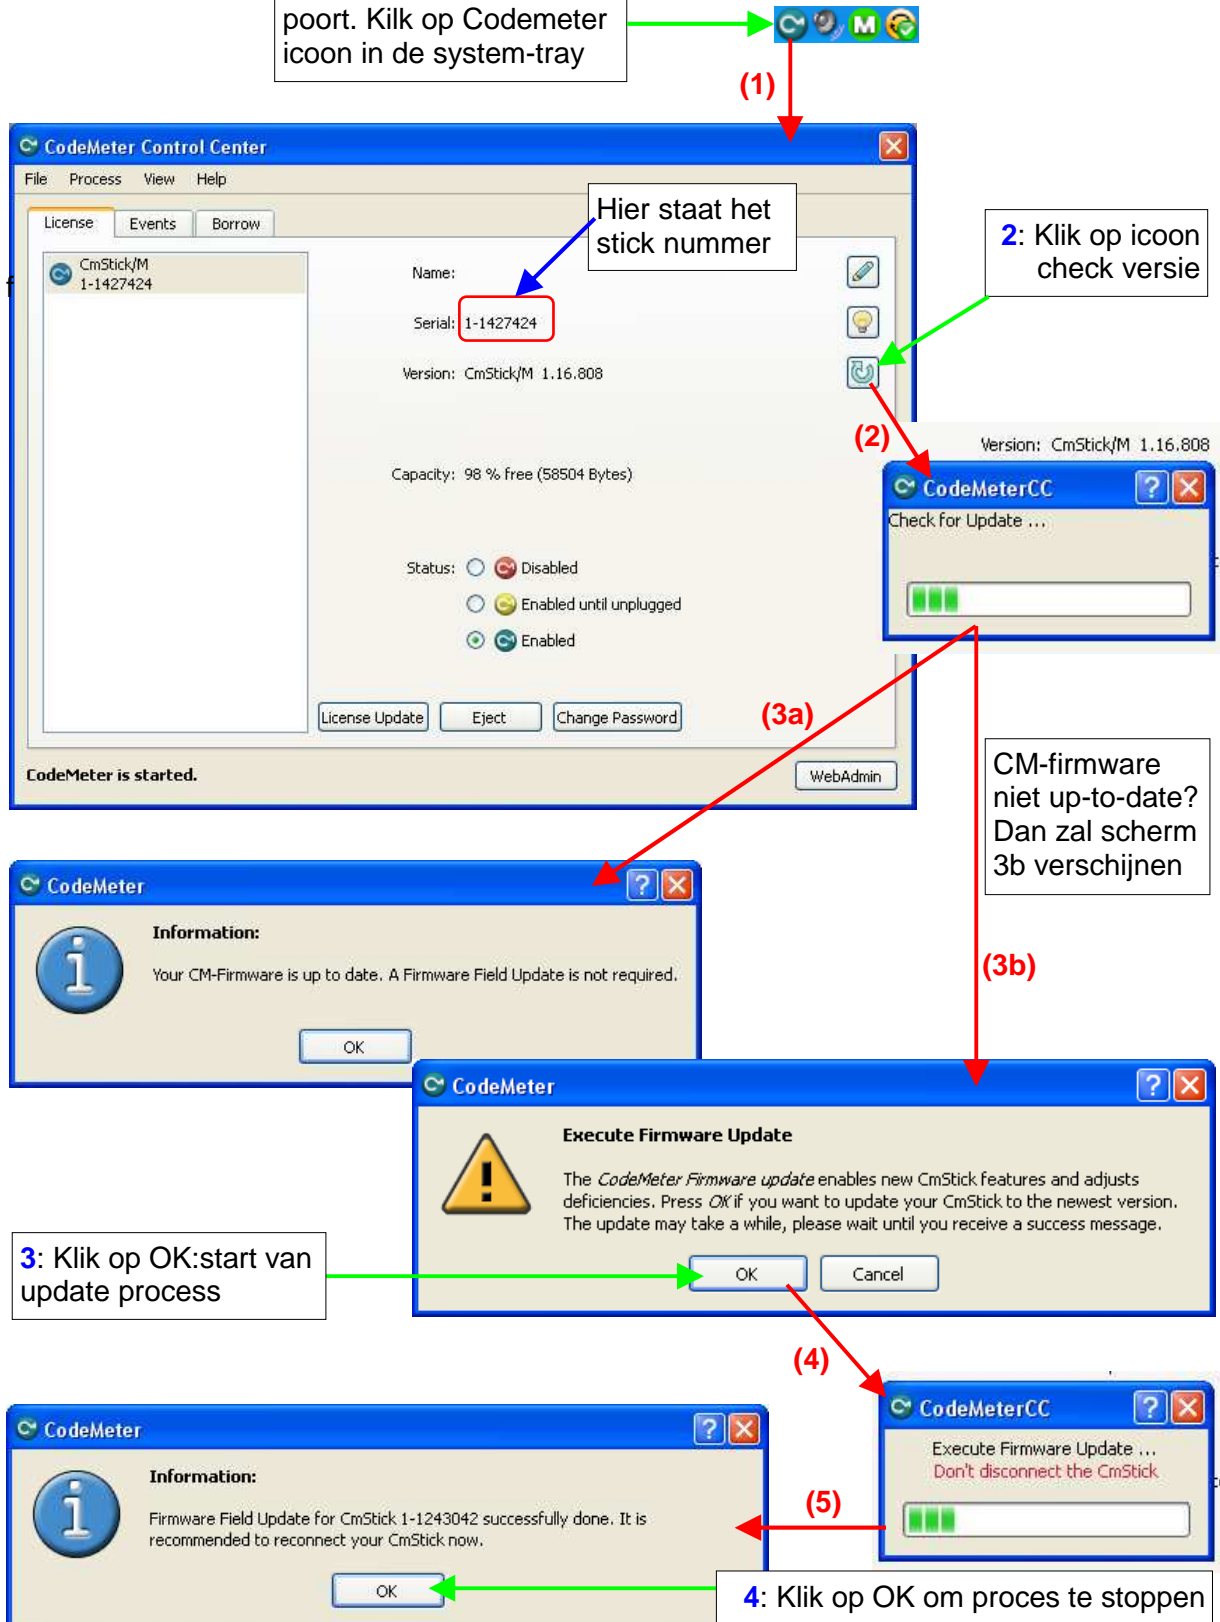 poort. Kilk op Codemeter
icoon in de system-tray
(1)
CodeMeter Control Center
File Process View Help
License Events Borrow
Hier staat het
stick nummer
2: Klik op icoon
check versie
CmStick/M
1-1427424
f
Name:
Serial: 1-1427424
Version: CmStick/M 1.16.808
(2)
Version: CmStick/M 1.16.808
Capacity: 98 % free (58504 Bytes)
CodeMeterCC
Check for Update ...
Status: Disabled
Enabled until unplugged
Enabled
License Update Eject Change Password
(3a)
CodeMeter is started.
WebAdmin
CM-firmware
niet up-to-date?
Dan zal scherm
3b verschijnen
CodeMeter
Information:
Your CM-Firmware is up to date. A Firmware Field Update is not required.
OK
(3b)
CodeMeter
Execute Firmware Update
The CodeMeter Firmware update enables new CmStick features and adjusts
deficiencies. Press OK if you want to update your CmStick to the newest version.
The update may take a while, please wait until you receive a success message.
OK Cancel
3: Klik op OK:start van
update process
(4)
CodeMeterCC
Execute Firmware Update ...
Don't disconnect the CmStick
(5)
CodeMeter
Information:
Firmware Field Update for CmStick 1-1243042 successfully done. It is
recommended to reconnect your CmStick now.
OK
4: Klik op OK om proces te stoppen